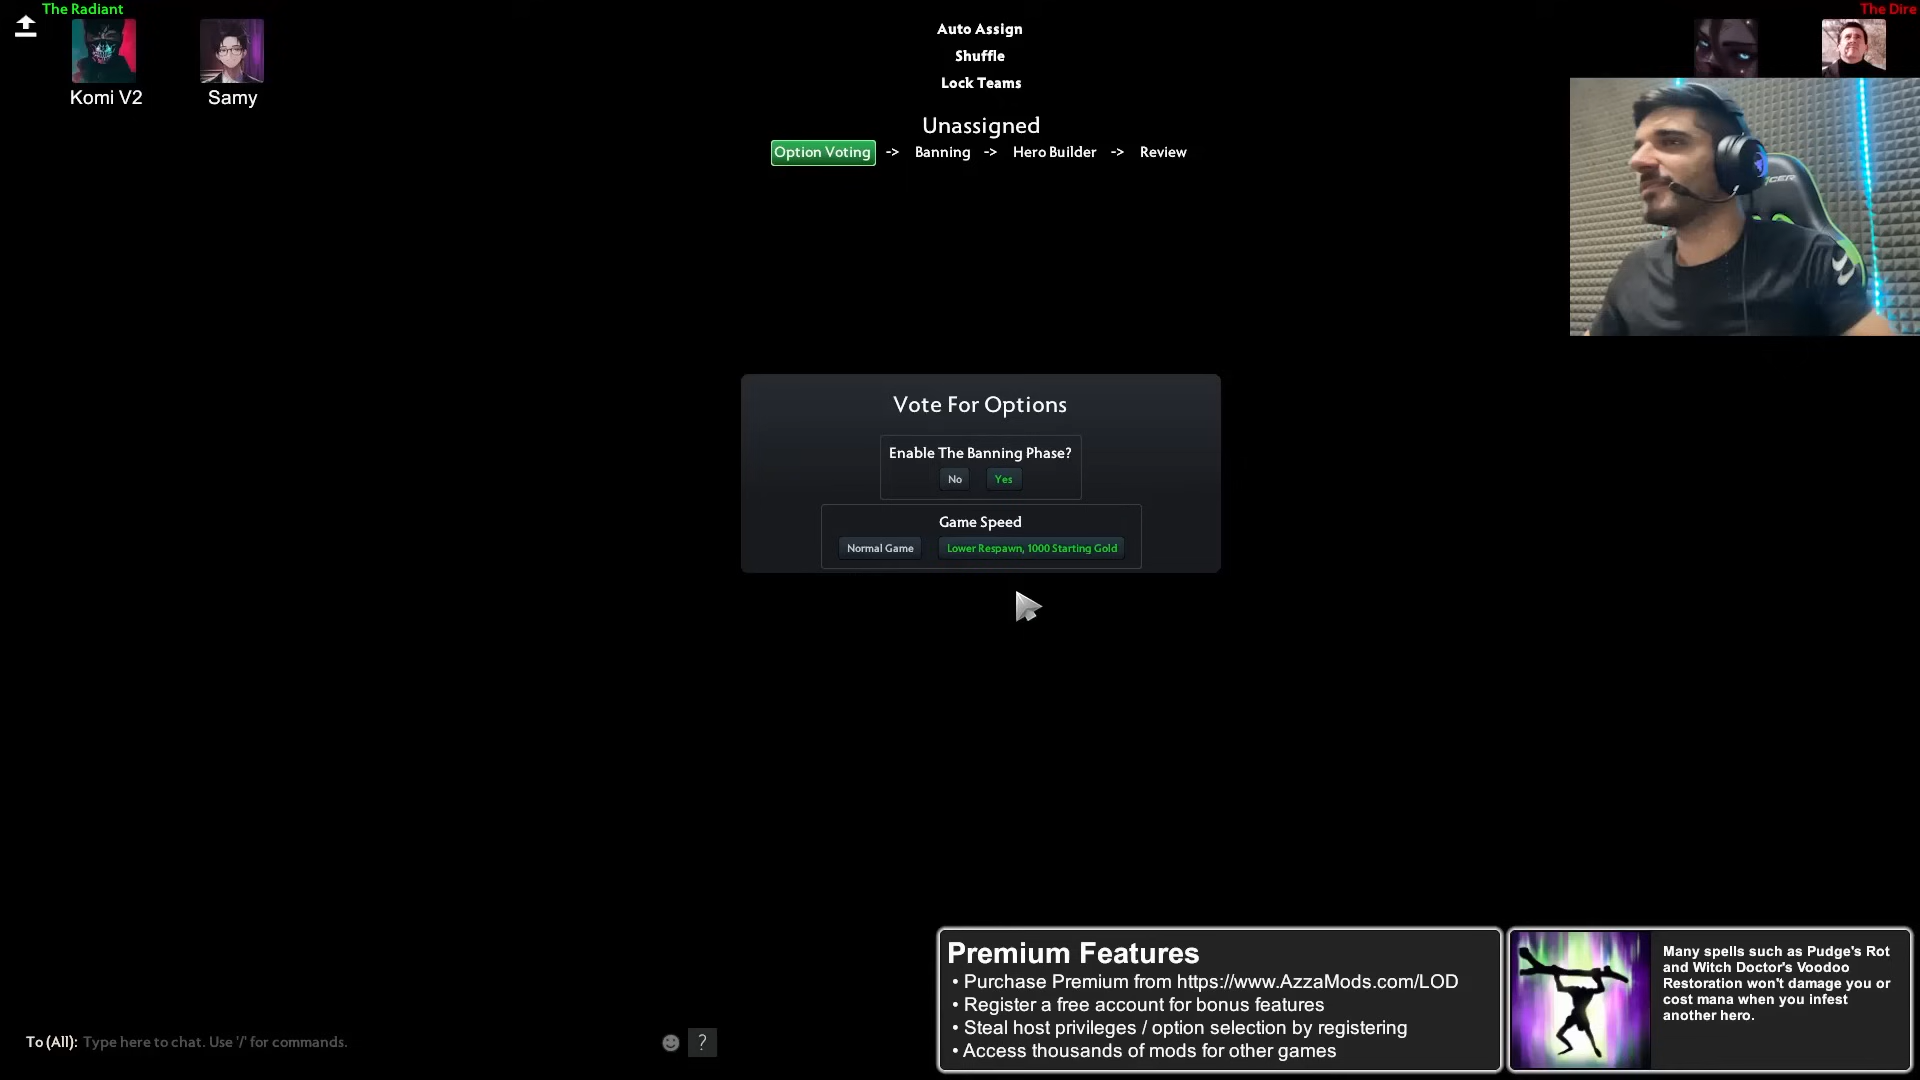 The Radiant
The Dire
Komi V2
Samy
Auto Assign
Shuffle
Lock Teams
Unassigned
Option Voting -> Banning -> Hero Builder -> Review
Vote For Options
Enable The Banning Phase?
No Yes
Game Speed
Normal Game Lower Respawn, 1000 Starting Gold
Premium Features
• Purchase Premium from https://www.AzzaMods.com/LOD
• Register a free account for bonus features
• Steal host privileges / option selection by registering
• Access thousands of mods for other games
Many spells such as Pudge's Rot
and Witch Doctor's Voodoo
Restoration won't damage you or
cost mana when you infest
another hero.
To (All): Type here to chat. Use '/' for commands.
?